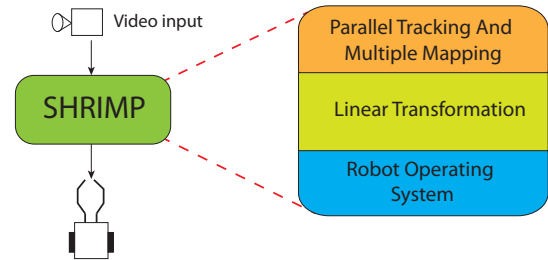 Video input
SHRIMP
Parallel Tracking And
Multiple Mapping
Linear Transformation
Robot Operating
System